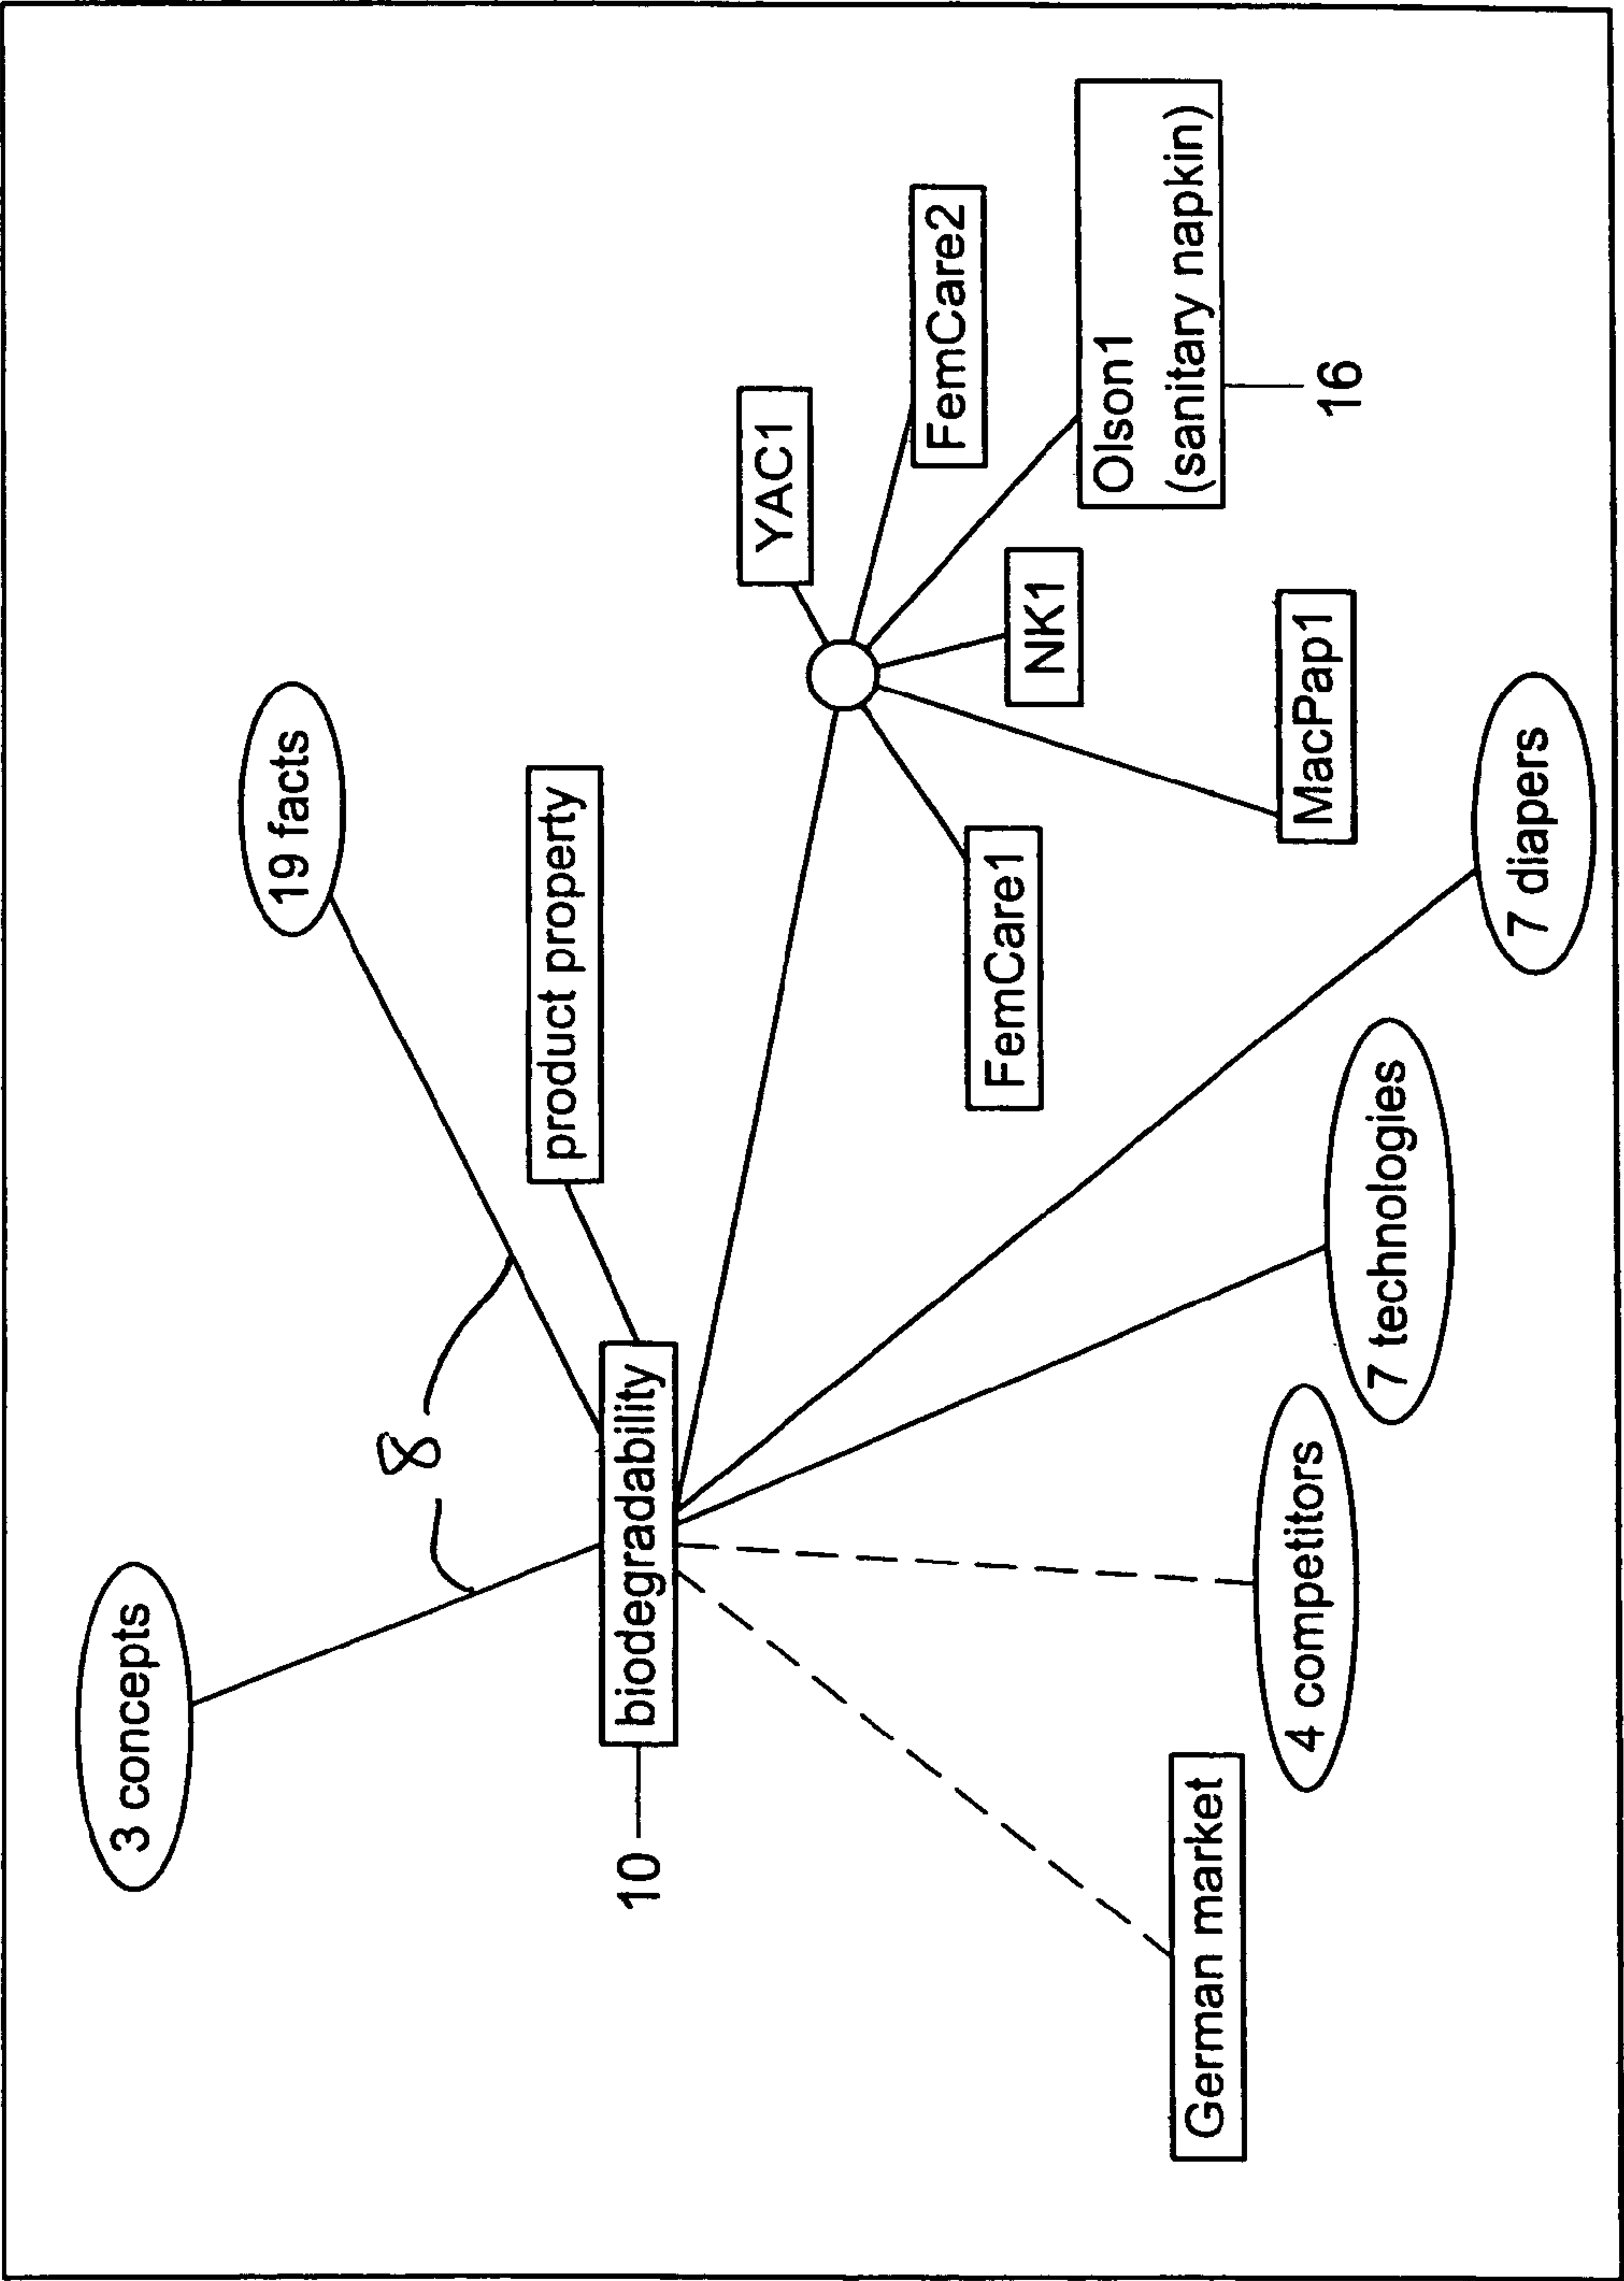 3 concepts
19 facts
8
product property
10
biodegradability
YAC1
FemCare2
FemCare1
NK1
Olson1
(sanitary napkin)
16
German market
4 competitors
7 technologies
MacPap1
7 diapers